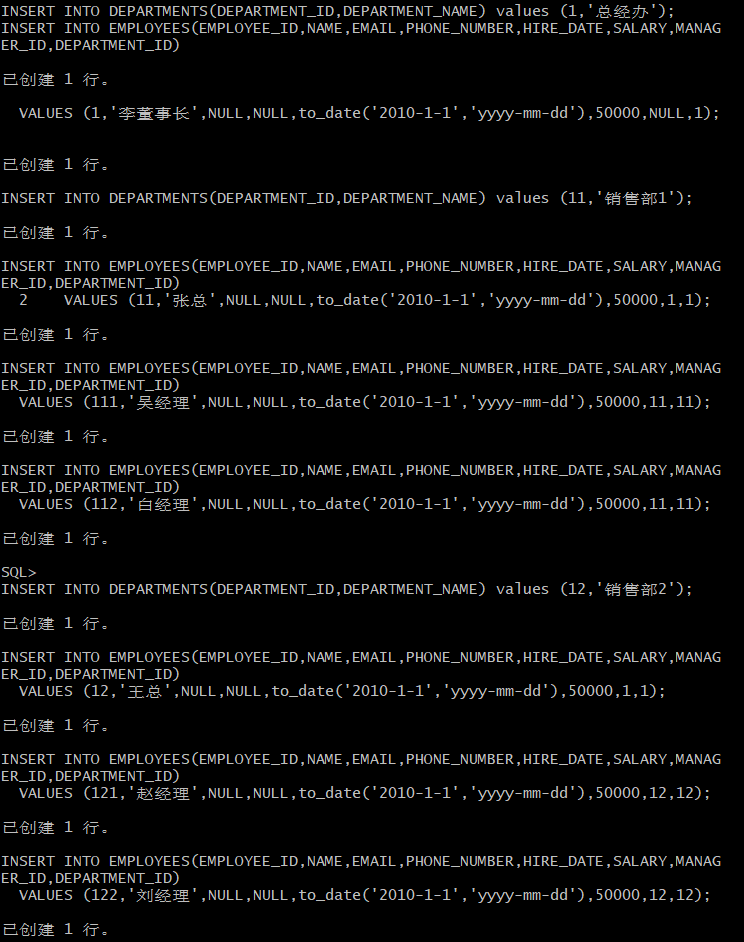 INSERT INTO DEPARTMENTS(DEPARTMENT_ID,DEPARTMENT_NAME) values (1,'总经办');
INSERT INTO EMPLOYEES(EMPLOYEE_ID,NAME,EMAIL,PHONE_NUMBER,HIRE_DATE,SALARY,MANAG
ER_ID,DEPARTMENT_ID)
已创建 1 行。
VALUES (1,'李董事长',NULL,NULL,to_date('2010-1-1','yyyy-mm-dd'),50000,NULL,1);
已创建 1 行。
INSERT INTO DEPARTMENTS(DEPARTMENT_ID,DEPARTMENT_NAME) values (11,'销售部1');
已创建 1 行。
INSERT INTO EMPLOYEES(EMPLOYEE_ID,NAME,EMAIL,PHONE_NUMBER,HIRE_DATE,SALARY,MANAG
ER_ID,DEPARTMENT_ID)
2    VALUES (11,'张总',NULL,NULL,to_date('2010-1-1','yyyy-mm-dd'),50000,1,1);
已创建 1 行。
INSERT INTO EMPLOYEES(EMPLOYEE_ID,NAME,EMAIL,PHONE_NUMBER,HIRE_DATE,SALARY,MANAG
ER_ID,DEPARTMENT_ID)
VALUES (111,'吴经理',NULL,NULL,to_date('2010-1-1','yyyy-mm-dd'),50000,11,11);
已创建 1 行。
INSERT INTO EMPLOYEES(EMPLOYEE_ID,NAME,EMAIL,PHONE_NUMBER,HIRE_DATE,SALARY,MANAG
ER_ID,DEPARTMENT_ID)
VALUES (112,'白经理',NULL,NULL,to_date('2010-1-1','yyyy-mm-dd'),50000,11,11);
已创建 1 行。
SQL>
INSERT INTO DEPARTMENTS(DEPARTMENT_ID,DEPARTMENT_NAME) values (12,'销售部2');
已创建 1 行。
INSERT INTO EMPLOYEES(EMPLOYEE_ID,NAME,EMAIL,PHONE_NUMBER,HIRE_DATE,SALARY,MANAG
ER_ID,DEPARTMENT_ID)
VALUES (12,'王总',NULL,NULL,to_date('2010-1-1','yyyy-mm-dd'),50000,1,1);
已创建 1 行。
INSERT INTO EMPLOYEES(EMPLOYEE_ID,NAME,EMAIL,PHONE_NUMBER,HIRE_DATE,SALARY,MANAG
ER_ID,DEPARTMENT_ID)
VALUES (121,'赵经理',NULL,NULL,to_date('2010-1-1','yyyy-mm-dd'),50000,12,12);
已创建 1 行。
INSERT INTO EMPLOYEES(EMPLOYEE_ID,NAME,EMAIL,PHONE_NUMBER,HIRE_DATE,SALARY,MANAG
ER_ID,DEPARTMENT_ID)
VALUES (122,'刘经理',NULL,NULL,to_date('2010-1-1','yyyy-mm-dd'),50000,12,12);
已创建 1 行。